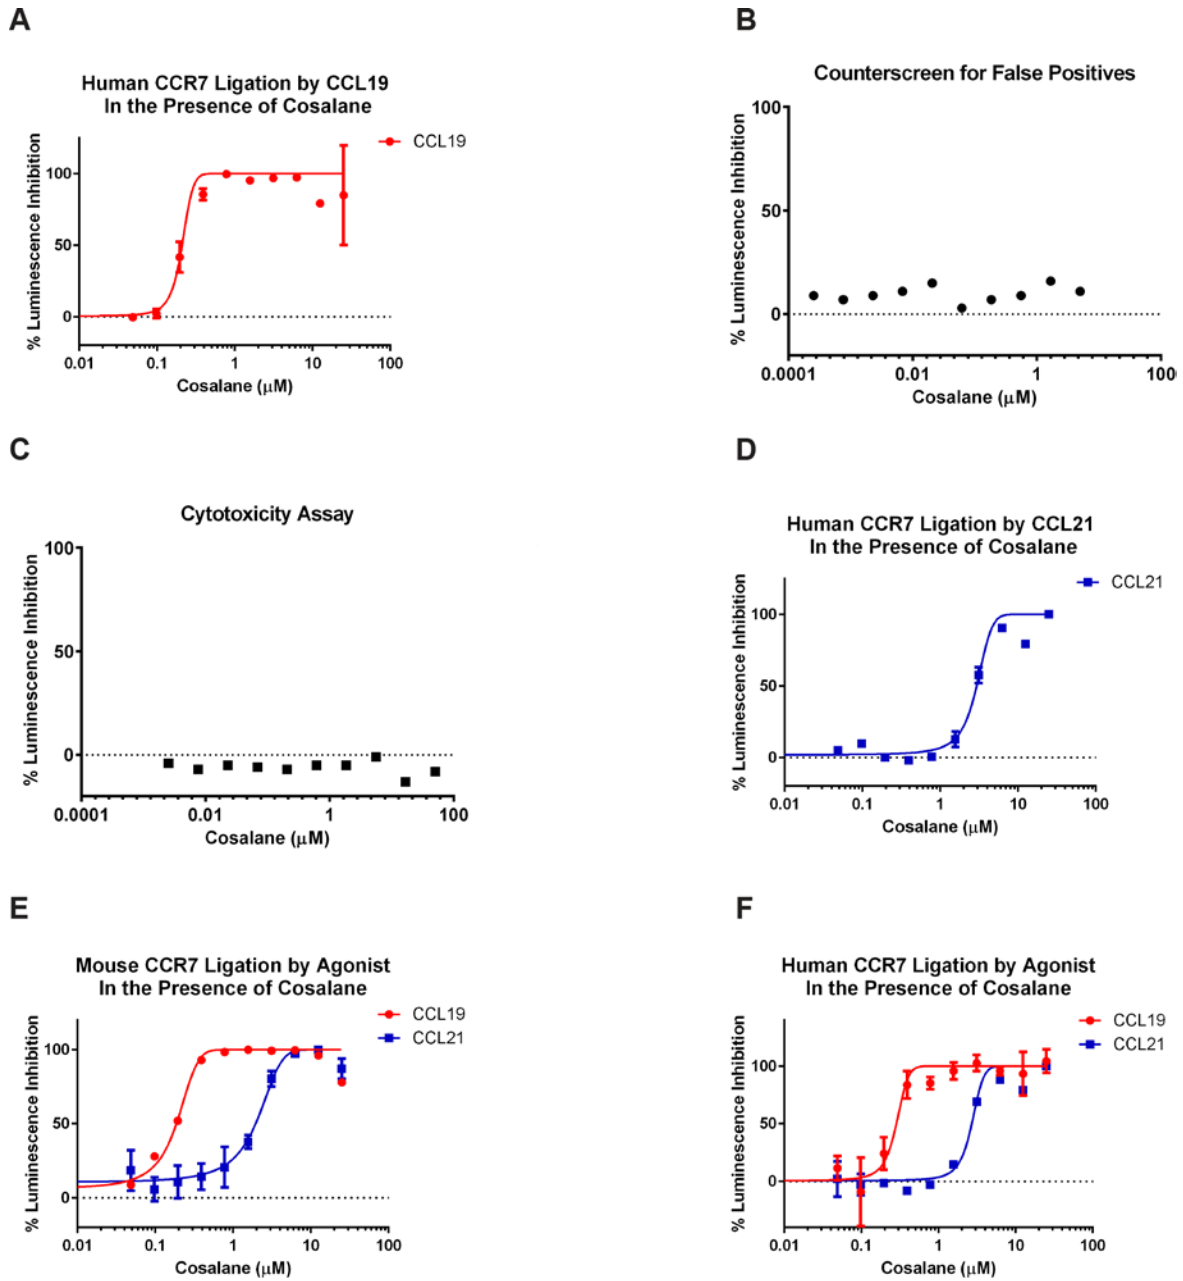 A
Human CCR7 Ligation by CCL19
In the Presence of Cosalane
CCL19
% Luminescence Inhibition
100
50
0
0.01
0.1
1
10
100
Cosalane (μM)
B
Counterscreen for False Positives
% Luminescence Inhibition
100
50
0
0.0001
0.01
1
100
Cosalane (μM)
C
Cytotoxicity Assay
% Luminescence Inhibition
100
50
0
0.0001
0.01
1
100
Cosalane (μM)
D
Human CCR7 Ligation by CCL21
In the Presence of Cosalane
CCL21
% Luminescence Inhibition
100
50
0
0.01
0.1
1
10
100
Cosalane (μM)
E
Mouse CCR7 Ligation by Agonist
In the Presence of Cosalane
CCL19
CCL21
% Luminescence Inhibition
100
50
0
0.01
0.1
1
10
100
Cosalane (μM)
F
Human CCR7 Ligation by Agonist
In the Presence of Cosalane
CCL19
CCL21
% Luminescence Inhibition
100
50
0
0.01
0.1
1
10
100
Cosalane (μM)